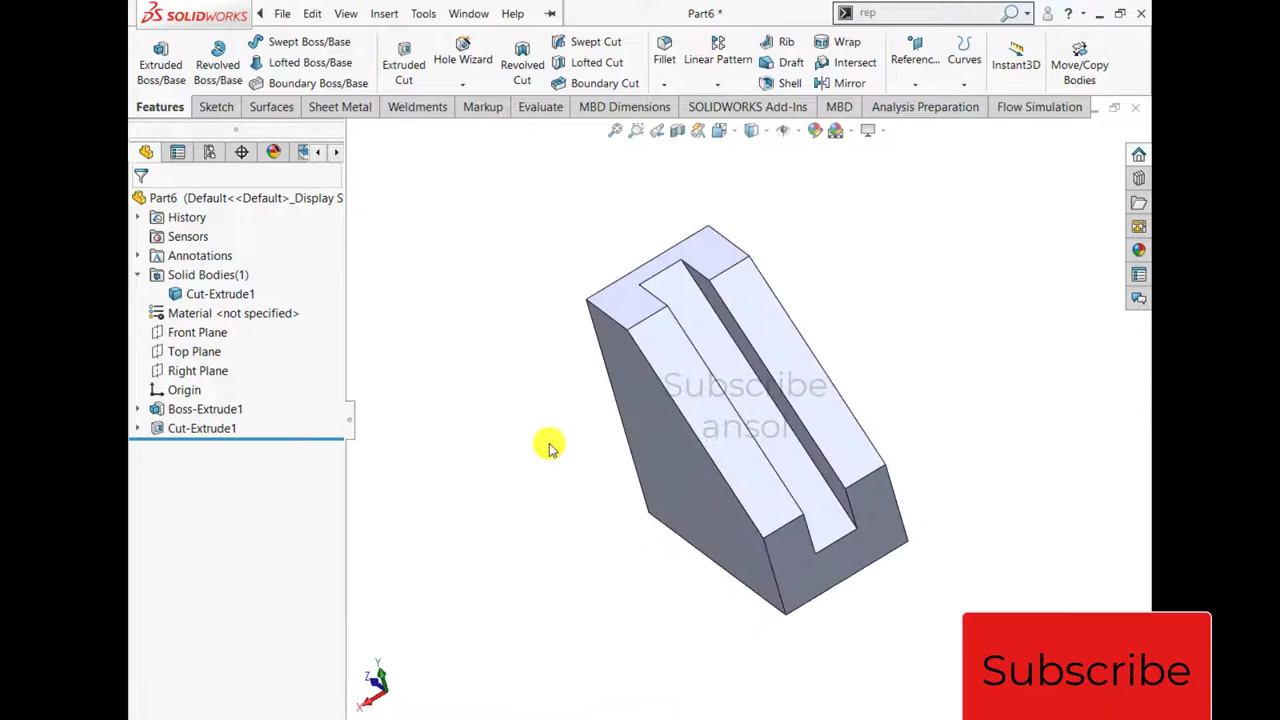 SOLIDWORKS
File Edit View Insert Tools Window Help
Part6 *
rep
?
Extruded Boss/Base
Revolved Boss/Base
Swept Boss/Base
Lofted Boss/Base
Boundary Boss/Base
Extruded Cut
Hole Wizard
Revolved Cut
Swept Cut
Lofted Cut
Boundary Cut
Fillet
Linear Pattern
Rib
Draft
Shell
Wrap
Intersect
Mirror
Referenc...
Curves
Instant3D
Move/Copy Bodies
Features Sketch Surfaces Sheet Metal Weldments Markup Evaluate MBD Dimensions SOLIDWORKS Add-Ins MBD Analysis Preparation Flow Simulation
Part6 (Default<<Default>_Display S
History
Sensors
Annotations
Solid Bodies(1)
Cut-Extrude1
Material <not specified>
Front Plane
Top Plane
Right Plane
Origin
Boss-Extrude1
Cut-Extrude1
Subscribe
ansol
Y
Z
X
Subscribe